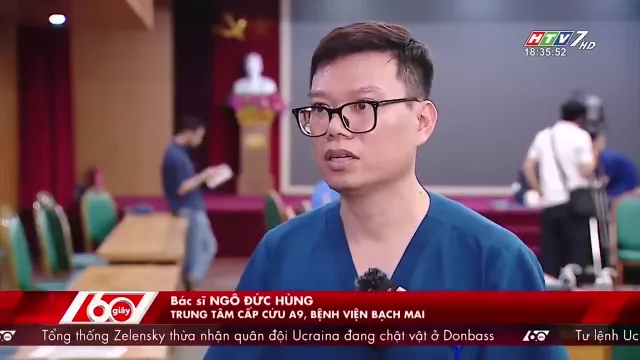 HTV7 HD
18:35:52
Bác sĩ NGÔ ĐỨC HÙNG
TRUNG TÂM CẤP CỨU A9, BỆNH VIỆN BẠCH MAI
60 giây
Tổng thống Zelensky thừa nhận quân đội Ucraina đang chật vật ở Donbass
Tư lệnh Uc